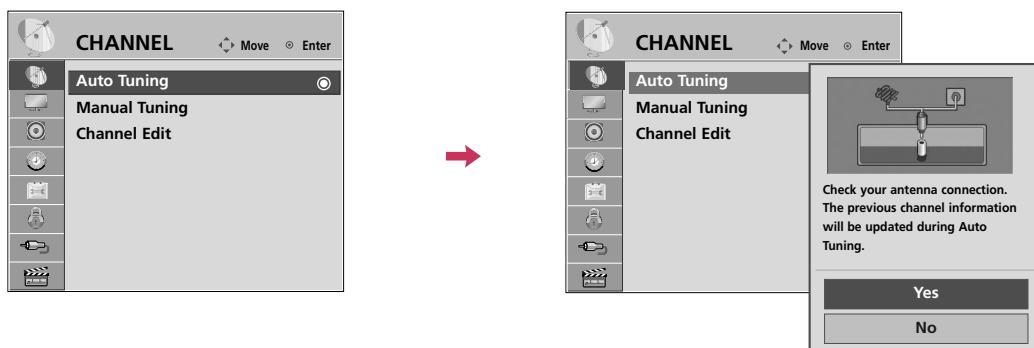 CHANNEL Move Enter
Auto Tuning
Manual Tuning
Channel Edit
CHANNEL Move Enter
Auto Tuning
Manual Tuning
Channel Edit
Check your antenna connection.
The previous channel information
will be updated during Auto
Tuning.
Yes
No